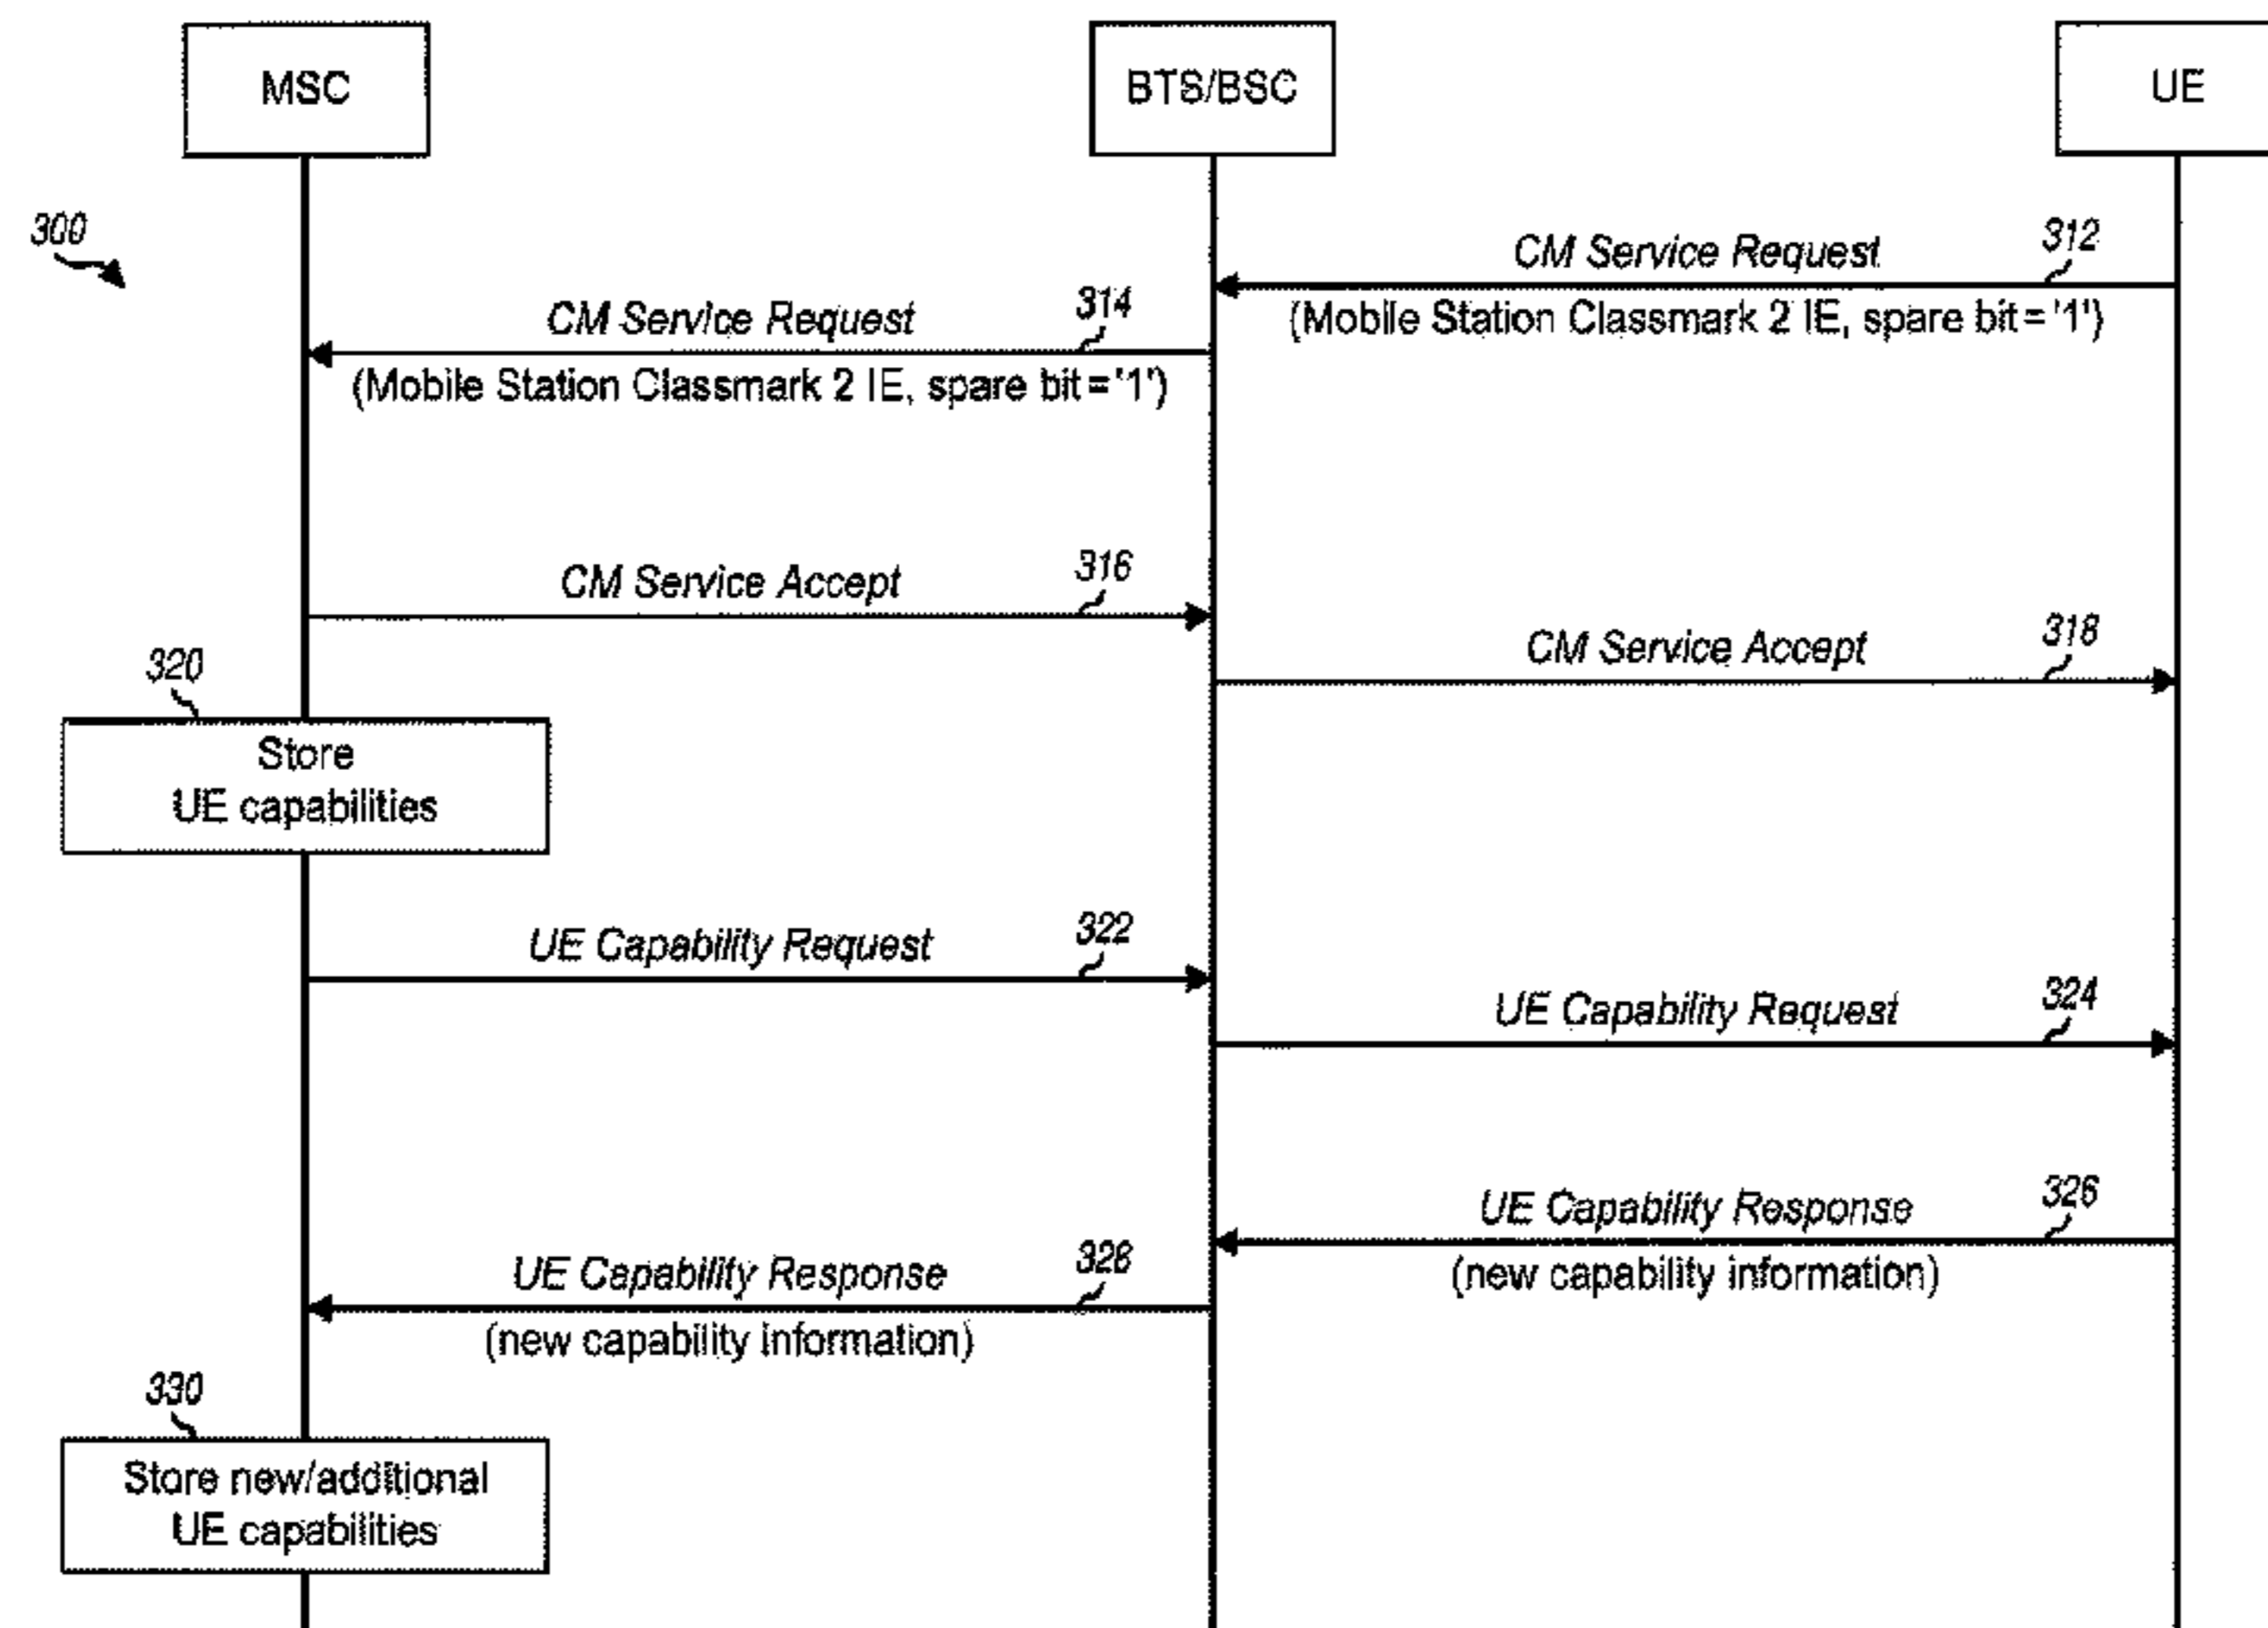 MSC
BTS/BSC
UE
300
CM Service Request
312
(Mobile Station Classmark 2 IE, spare bit = '1')
CM Service Request
314
(Mobile Station Classmark 2 IE, spare bit = '1')
CM Service Accept
316
CM Service Accept
318
320
Store
UE capabilities
UE Capability Request
322
UE Capability Request
324
UE Capability Response
326
(new capability information)
UE Capability Response
328
(new capability information)
330
Store new/additional
UE capabilities